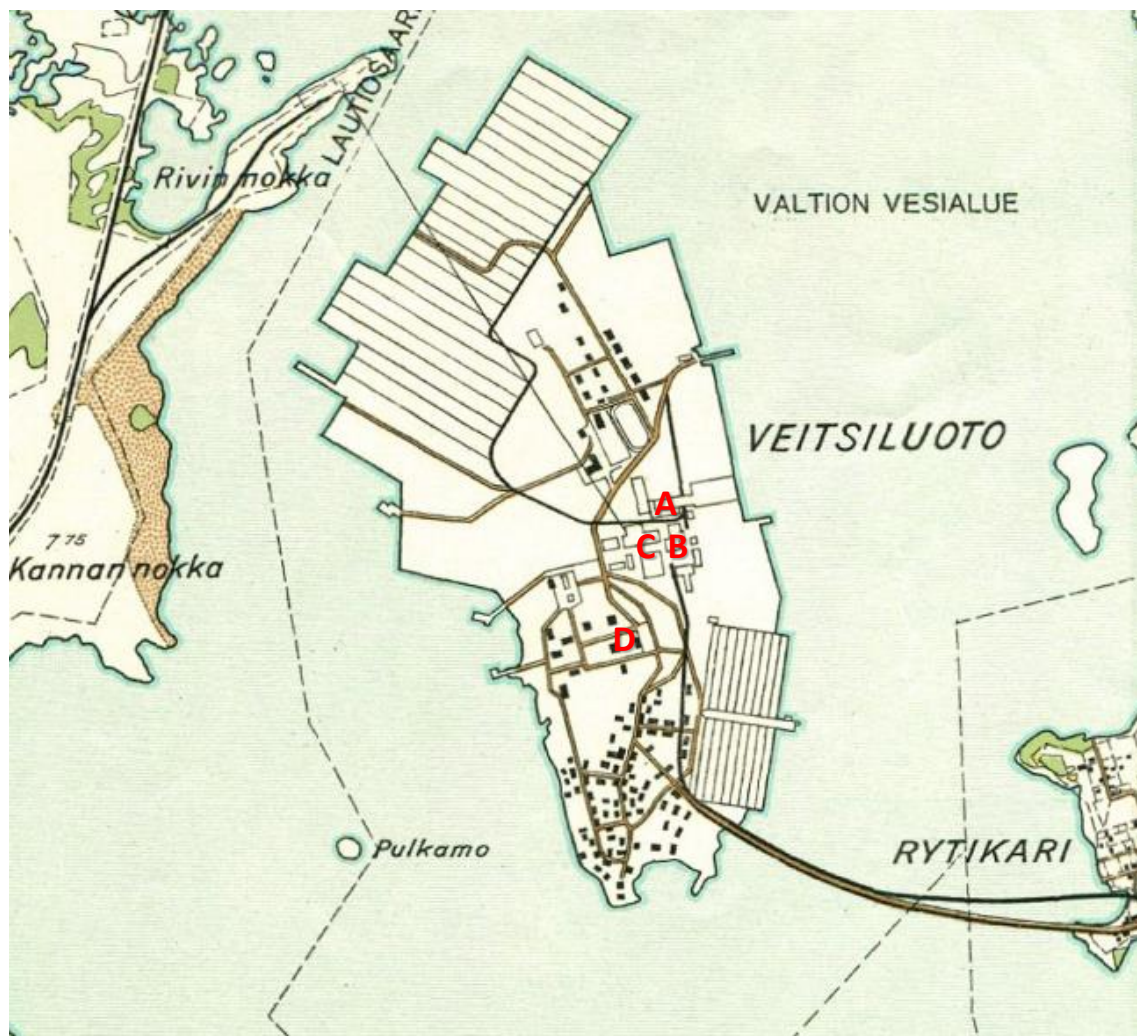 LAUTIOSAARI
Rivin nokka
VALTION VESIALUE
VEITSILUOTO
A
C B
7 75
Kannan nokka
D
Pulkamo
RYTIKARI